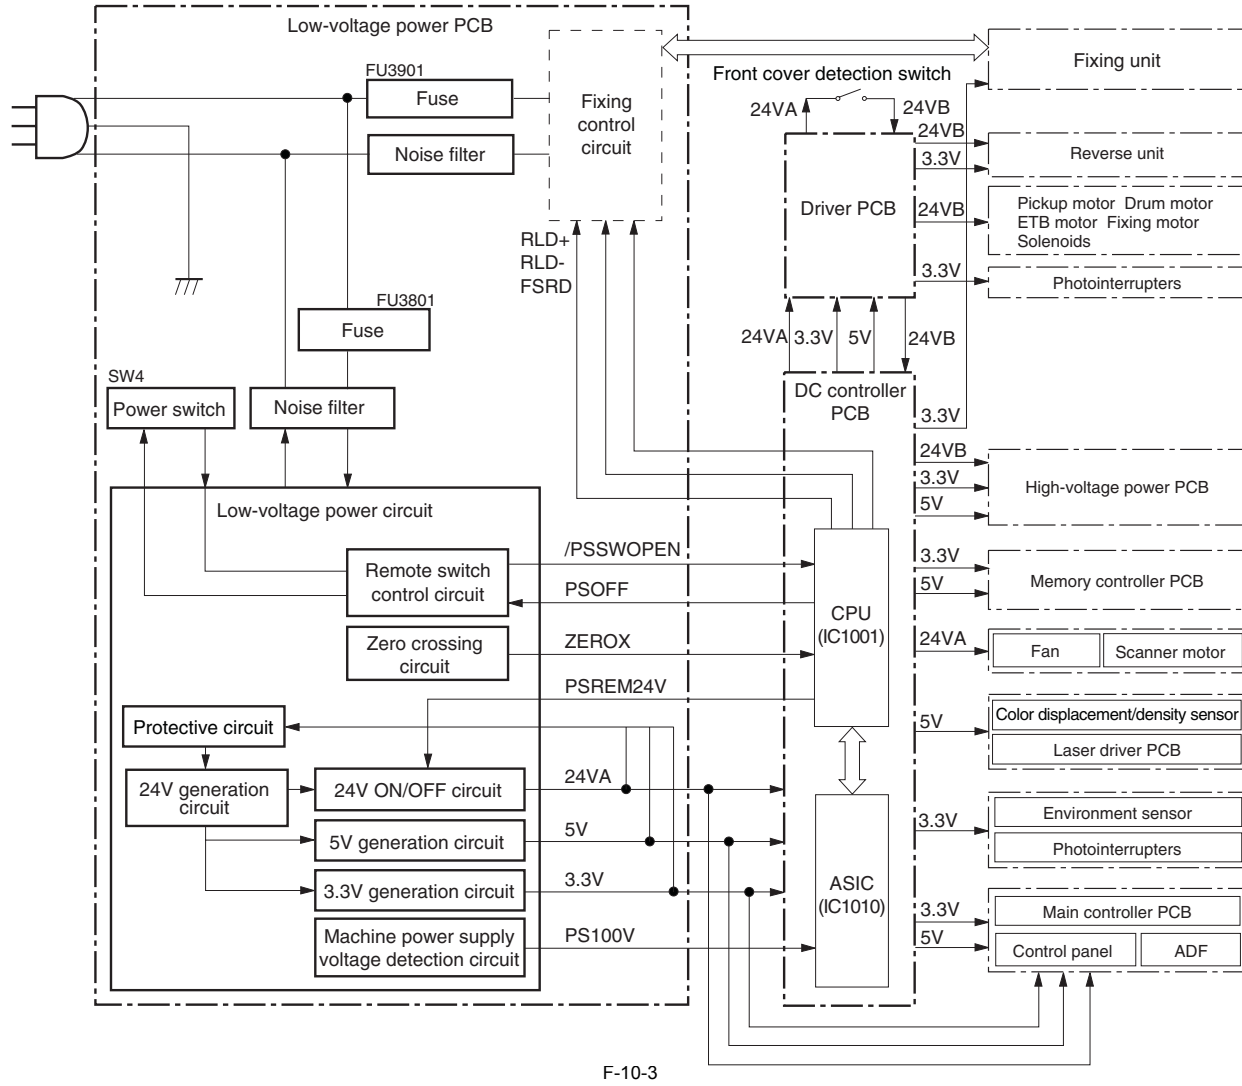 Low-voltage power PCB
FU3901
Fuse
Noise filter
Fixing
control
circuit
RLD+
RLD-
FSRD
FU3801
Fuse
SW4
Power switch
Noise filter
Low-voltage power circuit
Remote switch
control circuit
Zero crossing
circuit
Protective circuit
24V generation
circuit
24V ON/OFF circuit
5V generation circuit
3.3V generation circuit
Machine power supply
voltage detection circuit
/PSSWOPEN
PSOFF
ZEROX
PSREM24V
24VA
5V
3.3V
PS100V
Front cover detection switch
24VA
24VB
Driver PCB
24VB
3.3V
24VB
3.3V
24VA
3.3V
5V
24VB
DC controller
PCB
CPU
(IC1001)
ASIC
(IC1010)
3.3V
24VB
3.3V
5V
3.3V
5V
24VA
5V
3.3V
3.3V
5V
Fixing unit
Reverse unit
Pickup motor Drum motor
ETB motor Fixing motor
Solenoids
Photointerrupters
High-voltage power PCB
Memory controller PCB
Fan
Scanner motor
Color displacement/density sensor
Laser driver PCB
Environment sensor
Photointerrupters
Main controller PCB
Control panel
ADF
F-10-3